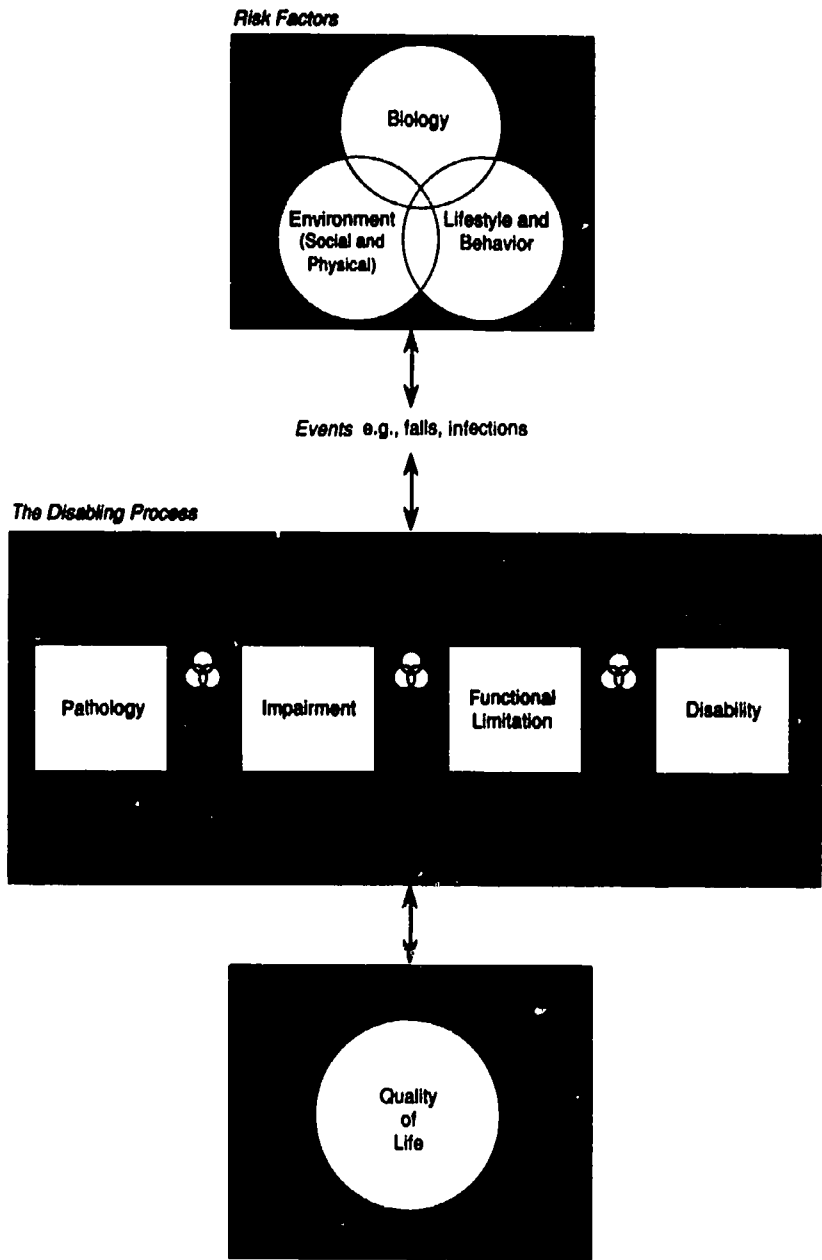 Risk Factors
Biology
Environment
(Social and
Physical)
Lifestyle and
Behavior
Events e.g., falls, infections
The Disabling Process
Pathology
Impairment
Functional
Limitation
Disability
Quality
of
Life